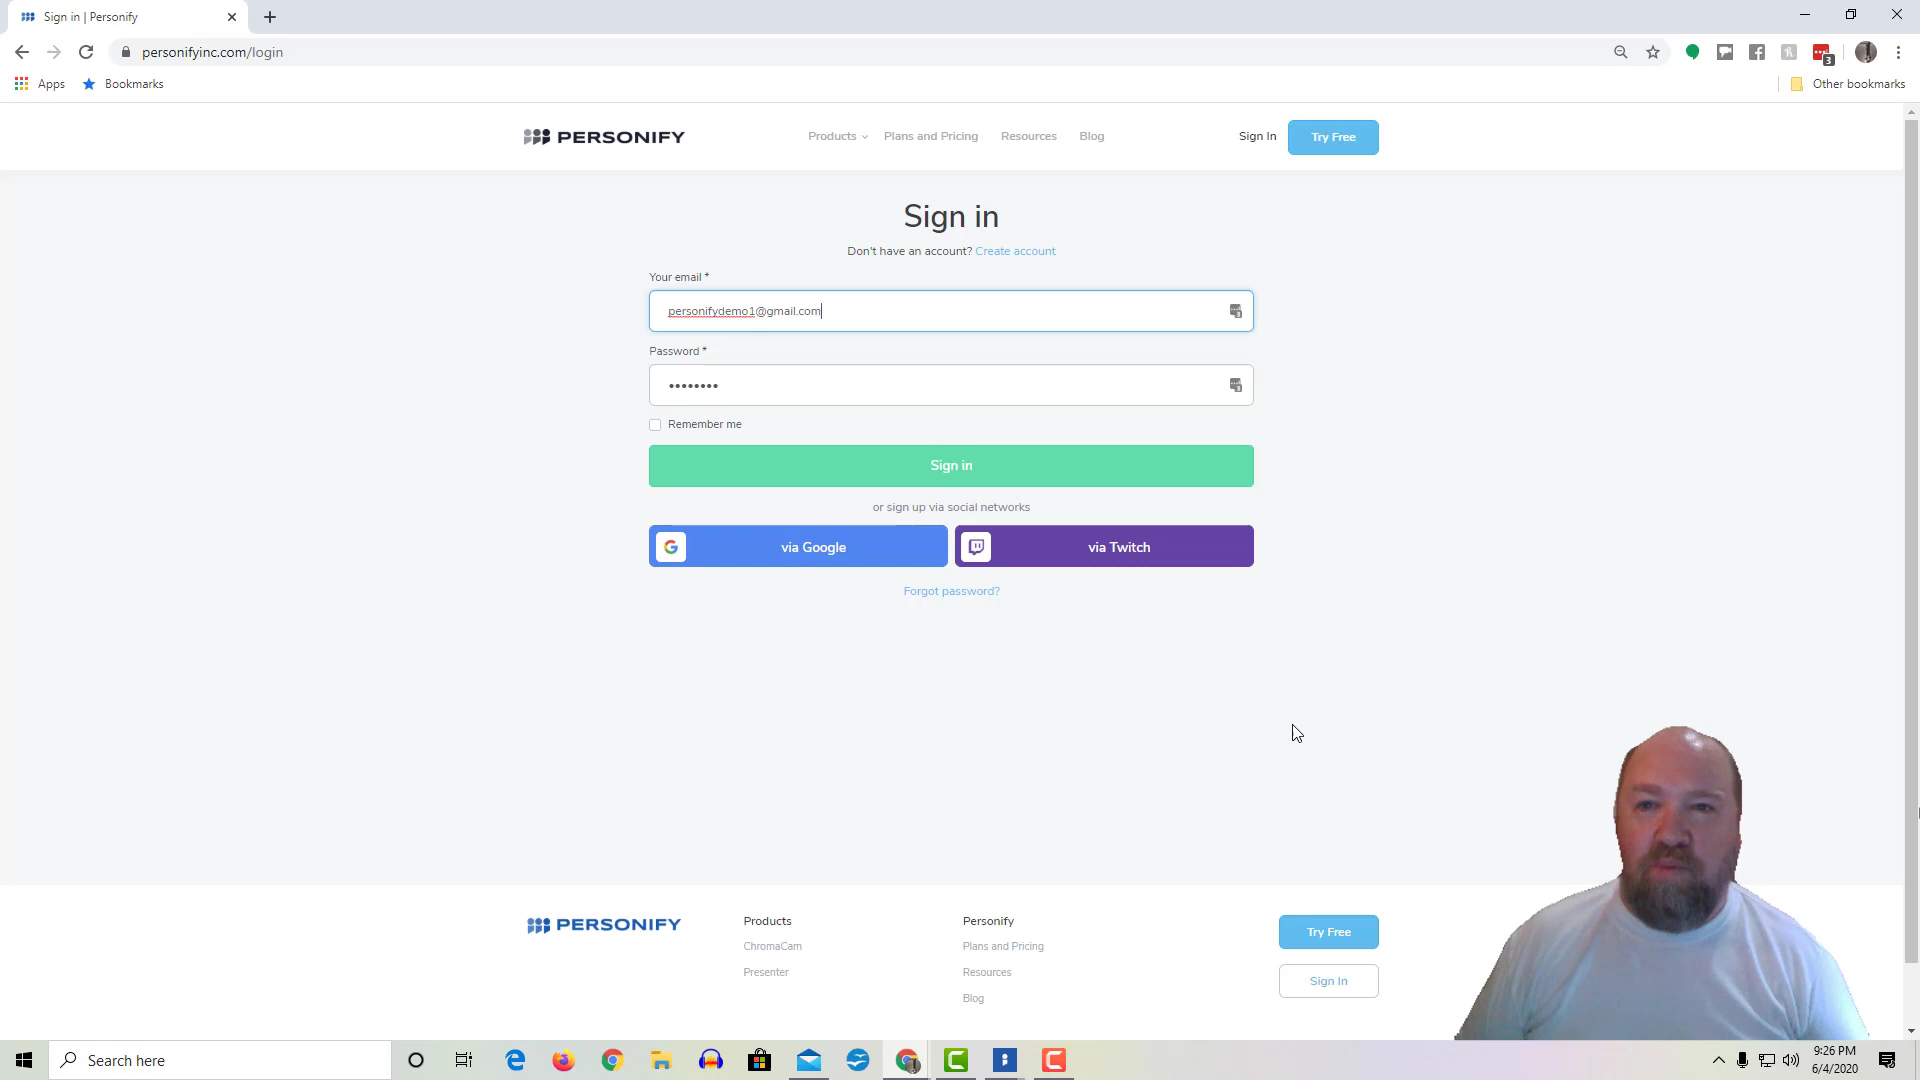 Sign in | Personify
personifyinc.com/login
3
Apps
Bookmarks
Other bookmarks
PERSONIFY
Products
Plans and Pricing
Resources
Blog
Sign In
Try Free
Sign in
Don't have an account? Create account
Your email *
personifydemo1@gmail.com
Password *
Remember me
Sign in
or sign up via social networks
via Google
via Twitch
Forgot password?
PERSONIFY
Products
ChromaCam
Presenter
Personify
Plans and Pricing
Resources
Blog
Try Free
Sign In
Search here
9:26 PM
6/4/2020